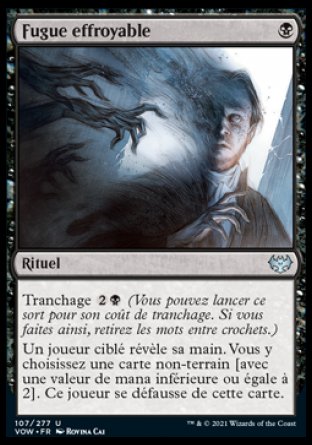 Fugue effroyable
Rituel
Tranchage 2 (Vous pouvez lancer ce
sort pour son coût de tranchage. Si vous
faites ainsi, retirez les mots entre crochets.)
Un joueur ciblé révèle sa main. Vous y
choisissez une carte non-terrain [avec
une valeur de mana inférieure ou égale à
2]. Ce joueur se défausse de cette carte.
107/277 U
VOW • FR Rovina Cai
™ & © 2021 Wizards of the Coast